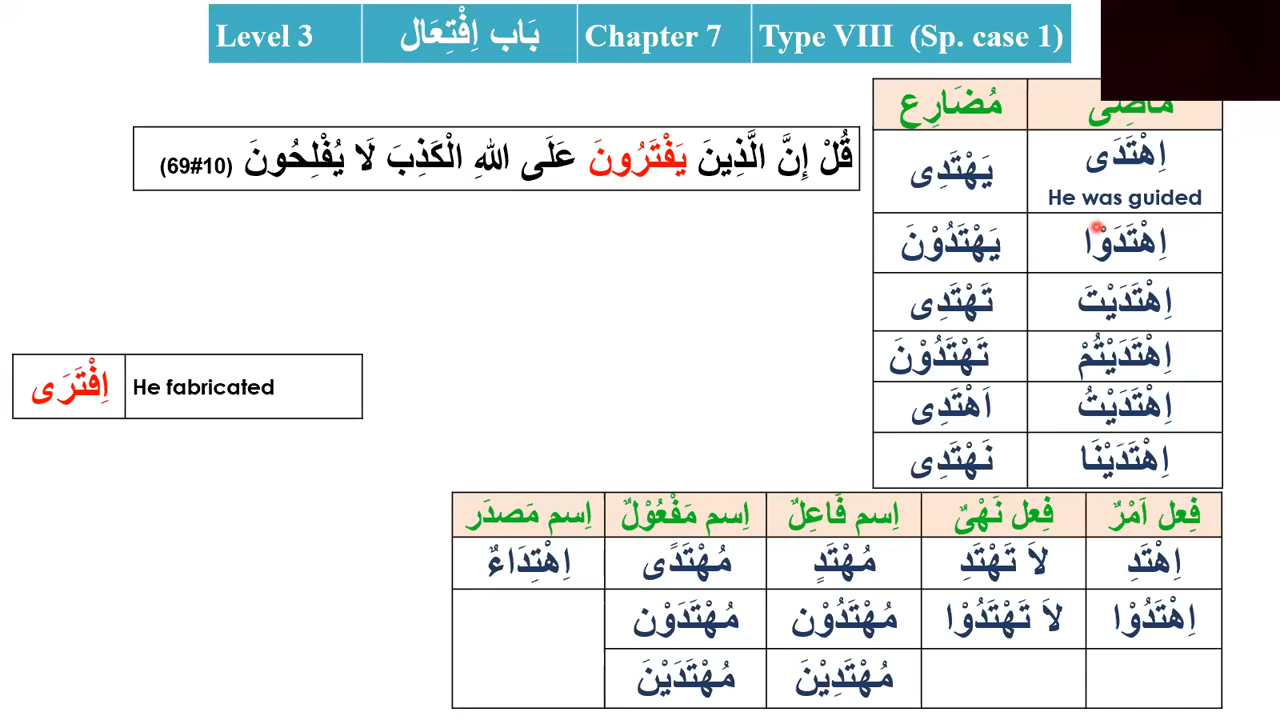 Level 3 بَاب اِفْتِعَال Chapter 7 Type VIII (Sp. case 1)
مَاضِى مُضَارِع
قُلْ إِنَّ الَّذِينَ يَفْتَرُونَ عَلَى اللهِ الْكَذِبَ لَا يُفْلِحُونَ (69#10)
اِهْتَدَى يَهْتَدِى
He was guided
اِهْتَدَوْا يَهْتَدُوْنَ
اِهْتَدَيْتَ تَهْتَدِى
اِهْتَدَيْتُمْ تَهْتَدُوْنَ
اِهْتَدَيْتُ اَهْتَدِى
اِهْتَدَيْنَا نَهْتَدِى
اِفْتَرَى He fabricated
فِعل اَمْرٌ فِعل نَهْىٌ اِسم فَاعِلٌ اِسم مَفْعُوْلٌ اِسم مَصدَر
اِهْتَدِ لاَ تَهْتَدِ مُهْتَدٍ مُهْتَدًى اِهْتِدَاءٌ
اِهْتَدُوْا لاَ تَهْتَدُوْا مُهْتَدُوْن مُهْتَدَوْن
مُهْتَدِيْنَ مُهْتَدَيْنَ